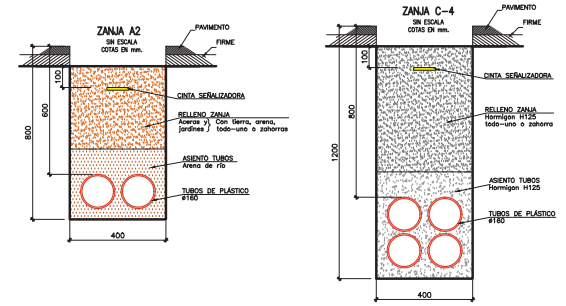 ZANJA A2
SIN ESCALA
COTAS EN mm.
PAVIMENTO
FIRME
100
600
800
CINTA SEÑALIZADORA
RELLENO ZANJA
Aceras y Con tierra, arena,
jardines todo-uno o zahorras
ASIENTO TUBOS
Arena de río
TUBOS DE PLÁSTICO
ø160
400
ZANJA C-4
SIN ESCALA
COTAS EN mm.
PAVIMENTO
FIRME
100
800
1200
CINTA SEÑALIZADORA
RELLENO ZANJA
Hormigon H125
todo-uno o zahorra
ASIENTO TUBOS
Hormigon H125
TUBOS DE PLÁSTICO
ø160
400